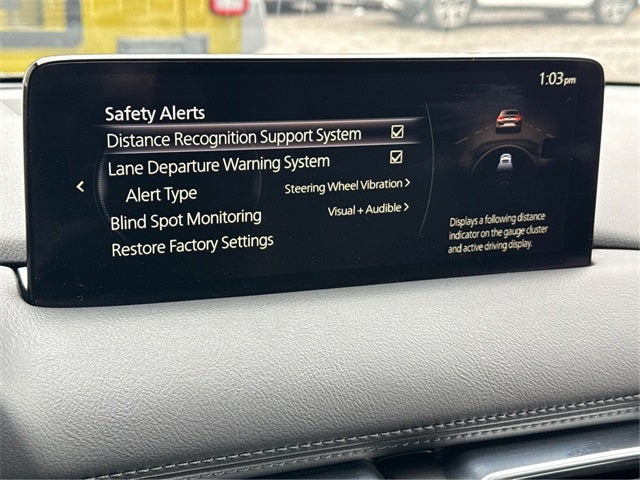 1:03pm
Safety Alerts
Distance Recognition Support System
Lane Departure Warning System
Alert Type Steering Wheel Vibration
Blind Spot Monitoring Visual + Audible
Restore Factory Settings
Displays a following distance
indicator on the gauge cluster
and active driving display.